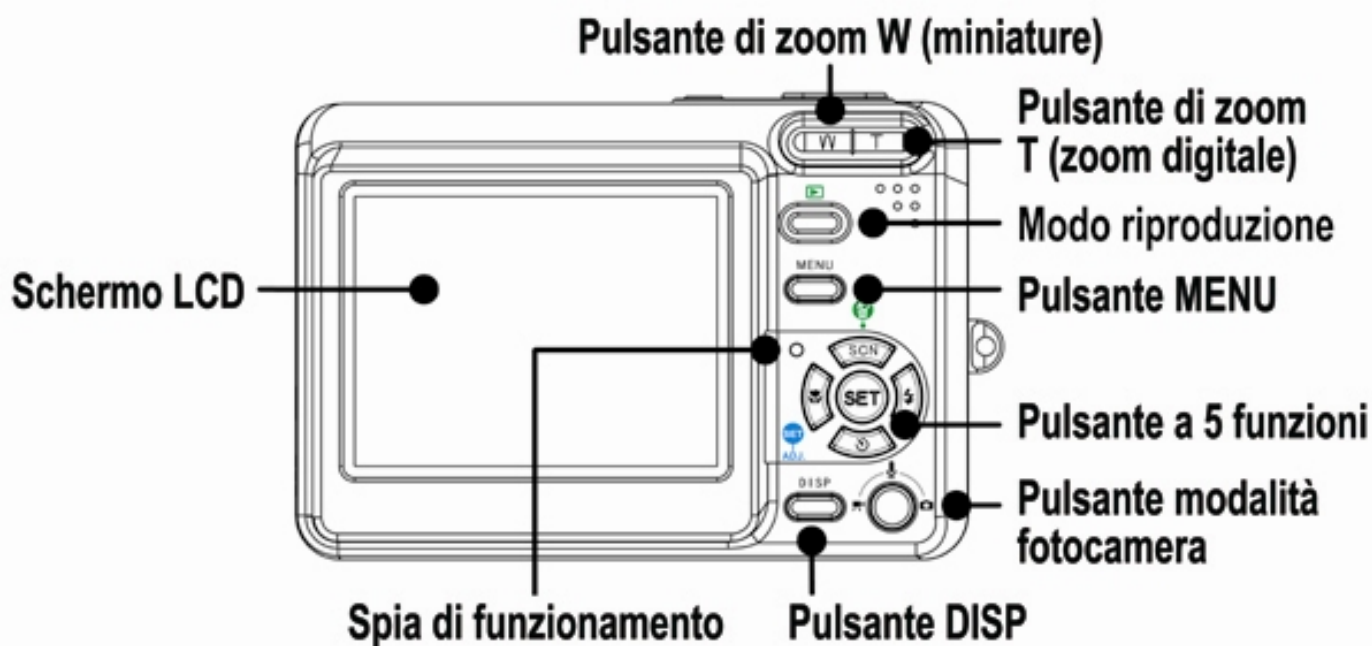 Pulsante di zoom W (miniature)
Pulsante di zoom
T (zoom digitale)
W T
Modo riproduzione
Schermo LCD
MENU
Pulsante MENU
SCN
SET
Pulsante a 5 funzioni
SET
ADJ.
DISP
Pulsante modalità
fotocamera
Spia di funzionamento
Pulsante DISP